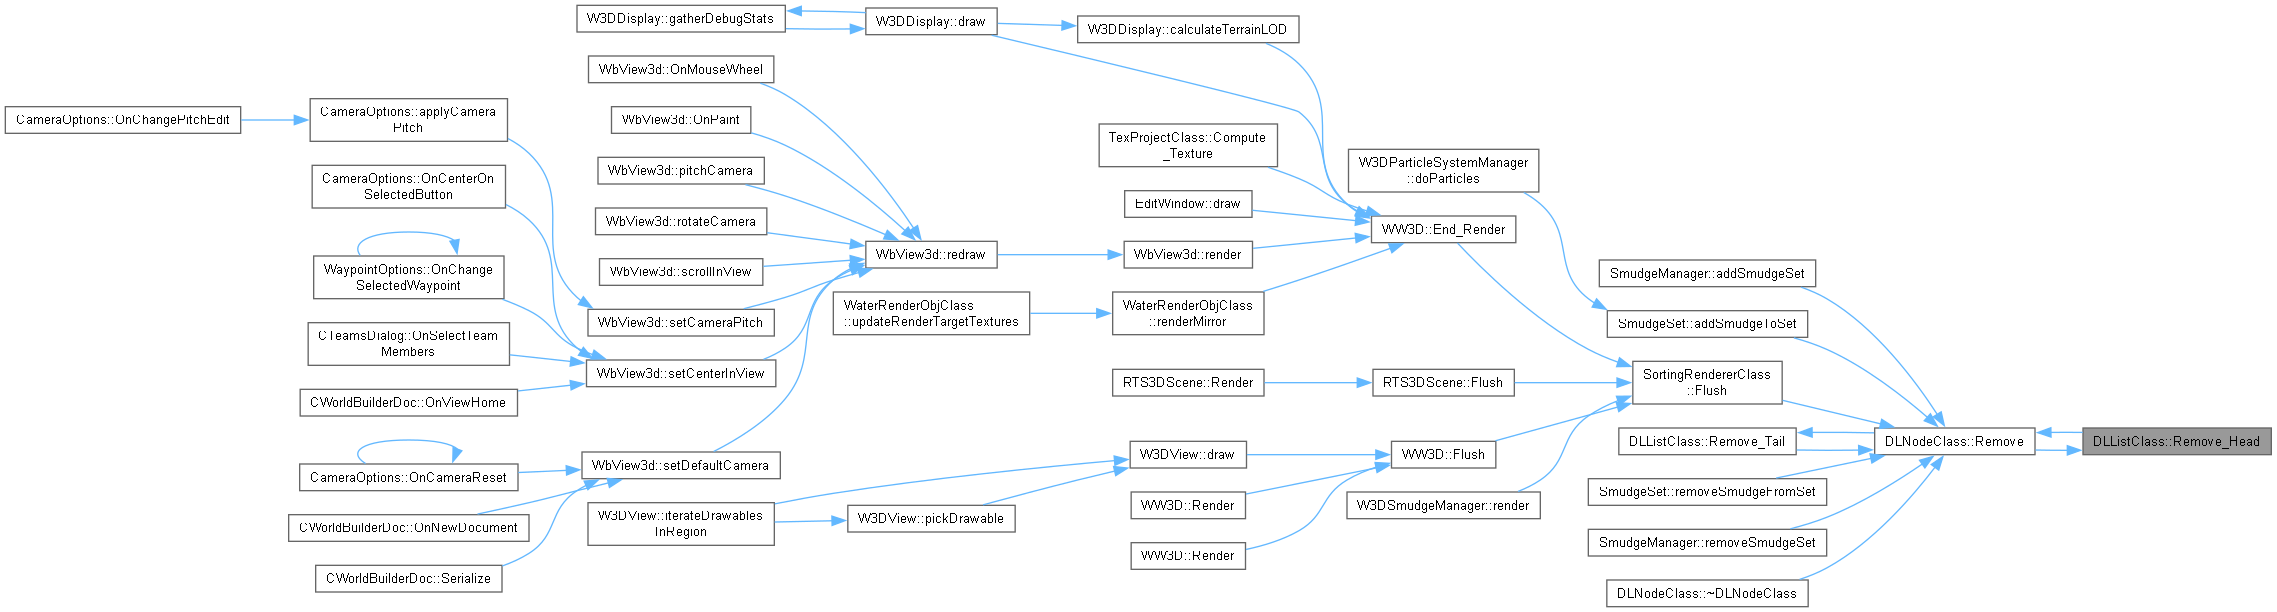 W3DDisplay::gatherDebugStats
W3DDisplay::draw
W3DDisplay::calculateTerrainLOD
WbView3d::OnMouseWheel
CameraOptions::OnChangePitchEdit
CameraOptions::applyCamera
Pitch
WbView3d::OnPaint
TexProjectClass::Compute
_Texture
WbView3d::pitchCamera
W3DParticleSystemManager
::doParticles
CameraOptions::OnCenterOn
SelectedButton
WbView3d::rotateCamera
EditWindow::draw
WW3D::End_Render
WbView3d::redraw
WbView3d::render
WbView3d::scrollInView
WaypointOptions::OnChange
SelectedWaypoint
SmudgeManager::addSmudgeSet
WaterRenderObjClass
::updateRenderTargetTextures
WaterRenderObjClass
::renderMirror
WbView3d::setCameraPitch
SmudgeSet::addSmudgeToSet
CTeamsDialog::OnSelectTeam
Members
WbView3d::setCenterInView
RTS3DScene::Render
RTS3DScene::Flush
SortingRendererClass
::Flush
CWorldBuilderDoc::OnViewHome
DLListClass::Remove_Tail
DLNodeClass::Remove
DLListClass::Remove_Head
W3DView::draw
WW3D::Flush
WbView3d::setDefaultCamera
CameraOptions::OnCameraReset
SmudgeSet::removeSmudgeFromSet
WW3D::Render
W3DSmudgeManager::render
W3DView::iterateDrawables
InRegion
W3DView::pickDrawable
CWorldBuilderDoc::OnNewDocument
SmudgeManager::removeSmudgeSet
WW3D::Render
CWorldBuilderDoc::Serialize
DLNodeClass::~DLNodeClass